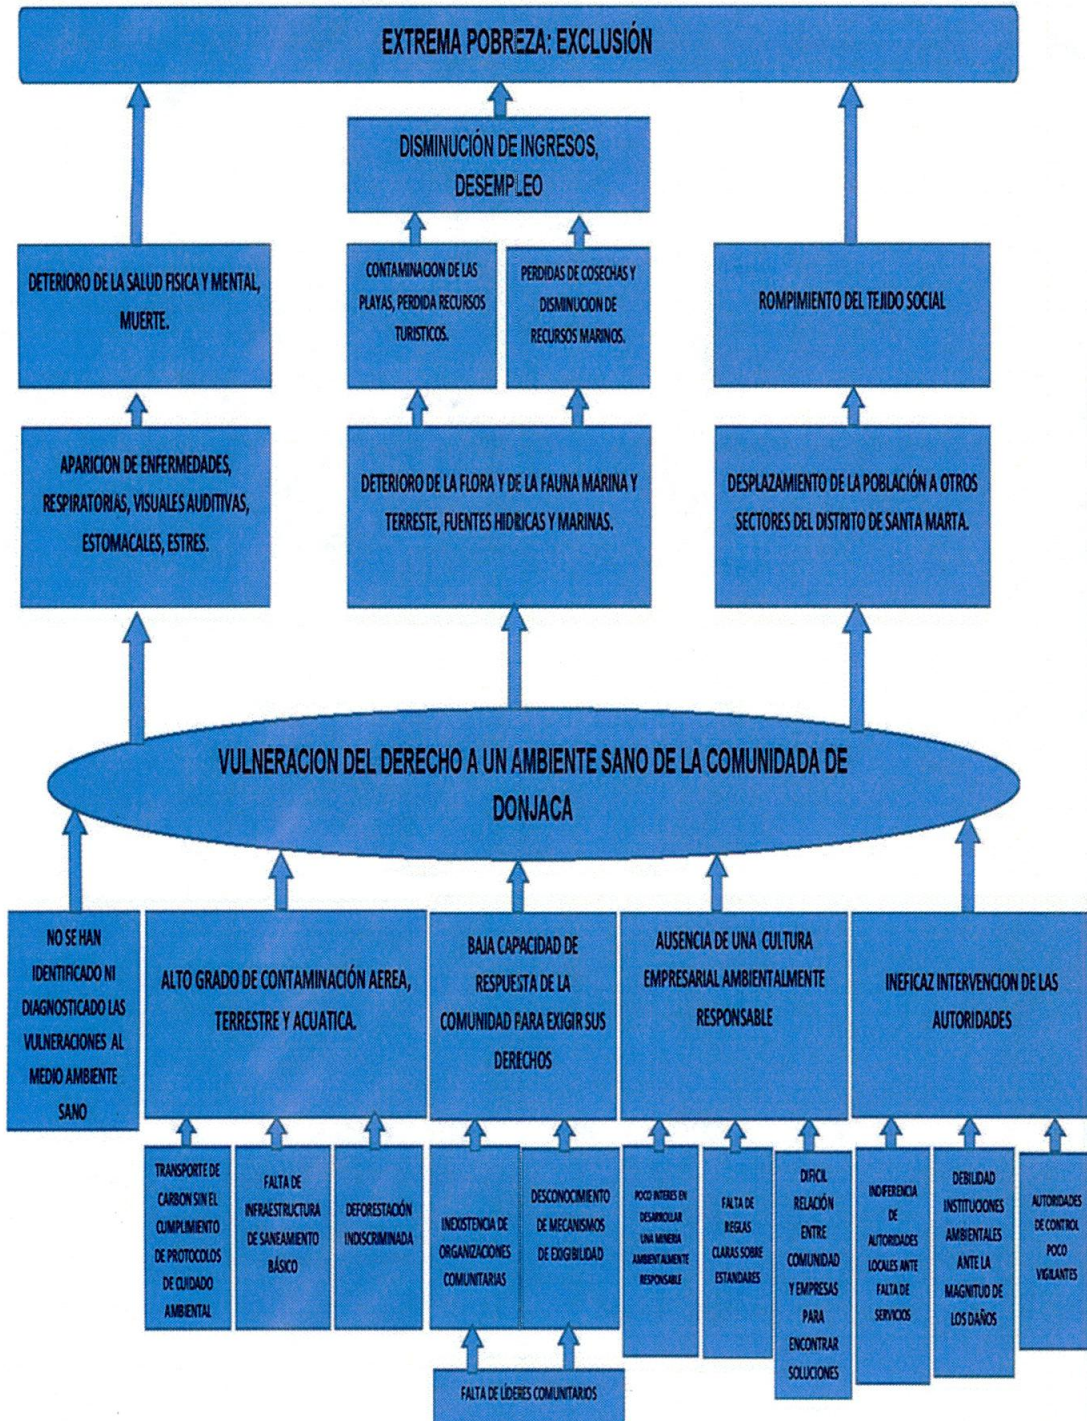 EXTREMA POBREZA: EXCLUSIÓN
DISMINUCIÓN DE INGRESOS,
DESEMPLEO
DETERIORO DE LA SALUD FISICA Y MENTAL,
MUERTE.
CONTAMINACION DE LAS
PLAYAS, PERDIDA RECURSOS
TURISTICOS.
PERDIDAS DE COSECHAS Y
DISMINUCION DE
RECURSOS MARINOS.
ROMPIMIENTO DEL TEJIDO SOCIAL
APARICION DE ENFERMEDADES,
RESPIRATORIAS, VISUALES AUDITIVAS,
ESTOMACALES, ESTRES.
DETERIORO DE LA FLORA Y DE LA FAUNA MARINA Y
TERRESTE, FUENTES HIDRICAS Y MARINAS.
DESPLAZAMIENTO DE LA POBLACIÓN A OTROS
SECTORES DEL DISTRITO DE SANTA MARTA.
VULNERACION DEL DERECHO A UN AMBIENTE SANO DE LA COMUNIDADA DE
DONJACA
NO SE HAN
IDENTIFICADO NI
DIAGNOSTICADO LAS
VULNERACIONES AL
MEDIO AMBIENTE
SANO
ALTO GRADO DE CONTAMINACIÓN AEREA,
TERRESTRE Y ACUATICA.
BAJA CAPACIDAD DE
RESPUESTA DE LA
COMUNIDAD PARA EXIGIR SUS
DERECHOS
AUSENCIA DE UNA CULTURA
EMPRESARIAL AMBIENTALMENTE
RESPONSABLE
INEFICAZ INTERVENCION DE LAS
AUTORIDADES
TRANSPORTE DE
CARBON SIN EL
CUMPLIMIENTO
DE PROTOCOLOS
DE CUIDADO
AMBIENTAL
FALTA DE
INFRAESTRUCTURA
DE SANEAMIENTO
BÁSICO
DEFORESTACIÓN
INDISCRIMINADA
INEXISTENCIA DE
ORGANIZACIONES
COMUNITARIAS
DESCONOCIMIENTO
DE MECANISMOS
DE EXIGIBILIDAD
POCO INTERES EN
DESARROLLAR
UNA MINERIA
AMBIENTALMENTE
RESPONSABLE
FALTA DE
REGLAS
CLARAS SOBRE
ESTANDARES
DIFICIL
RELACIÓN
ENTRE
COMUNIDAD
Y EMPRESAS
PARA
ENCONTRAR
SOLUCIONES
INDIFERENCIA
DE
AUTORIDADES
LOCALES ANTE
FALTA DE
SERVICIOS
DEBILIDAD
INSTITUCIONES
AMBIENTALES
ANTE LA
MAGNITUD DE
LOS DAÑOS
AUTORIDADES
DE CONTROL
POCO
VIGILANTES
FALTA DE LÍDERES COMUNITARIOS